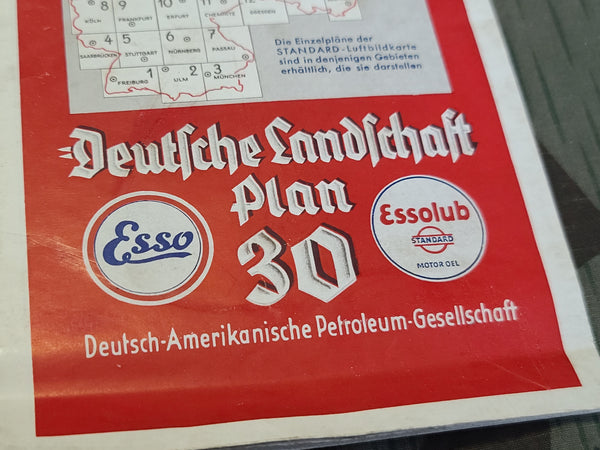 8 9 10 11 12
KÖLN FRANKFURT ERFURT CHEMNITZ DRESDEN
4 5 6 7
SAARBRÜCKEN STUTTGART NÜRNBERG PASSAU
1 2 3
FREIBURG ULM MÜNCHEN
Die Einzelpläne der
STANDARD-Luftbildkarte
sind in denjenigen Gebieten
erhältlich, die sie darstellen
Deutſche Landſchaft
Plan
30
Esso
Essolub
STANDARD
MOTOR OEL
Deutsch-Amerikanische Petroleum-Gesellschaft